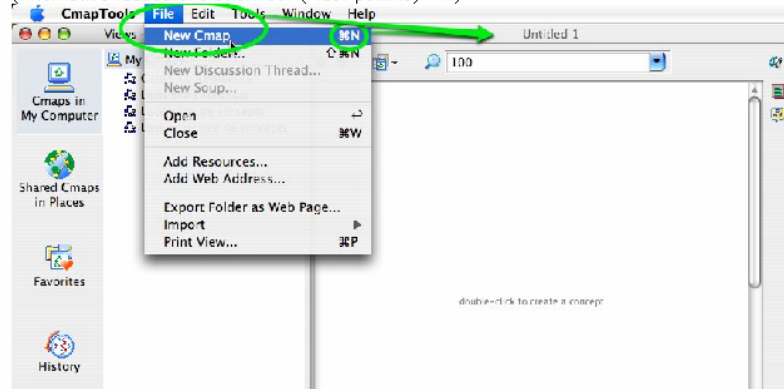 CmapTools File Edit Tools Window Help
Views
Untitled 1
New Cmap ⌘N
New Folder... ⇧⌘N
New Discussion Thread...
New Soup...
Open
Close ⌘W
Add Resources...
Add Web Address...
Export Folder as Web Page...
Import
Print View... ⌘P
My
100
Cmaps in
My Computer
Shared Cmaps
in Places
Favorites
History
double-click to create a concept